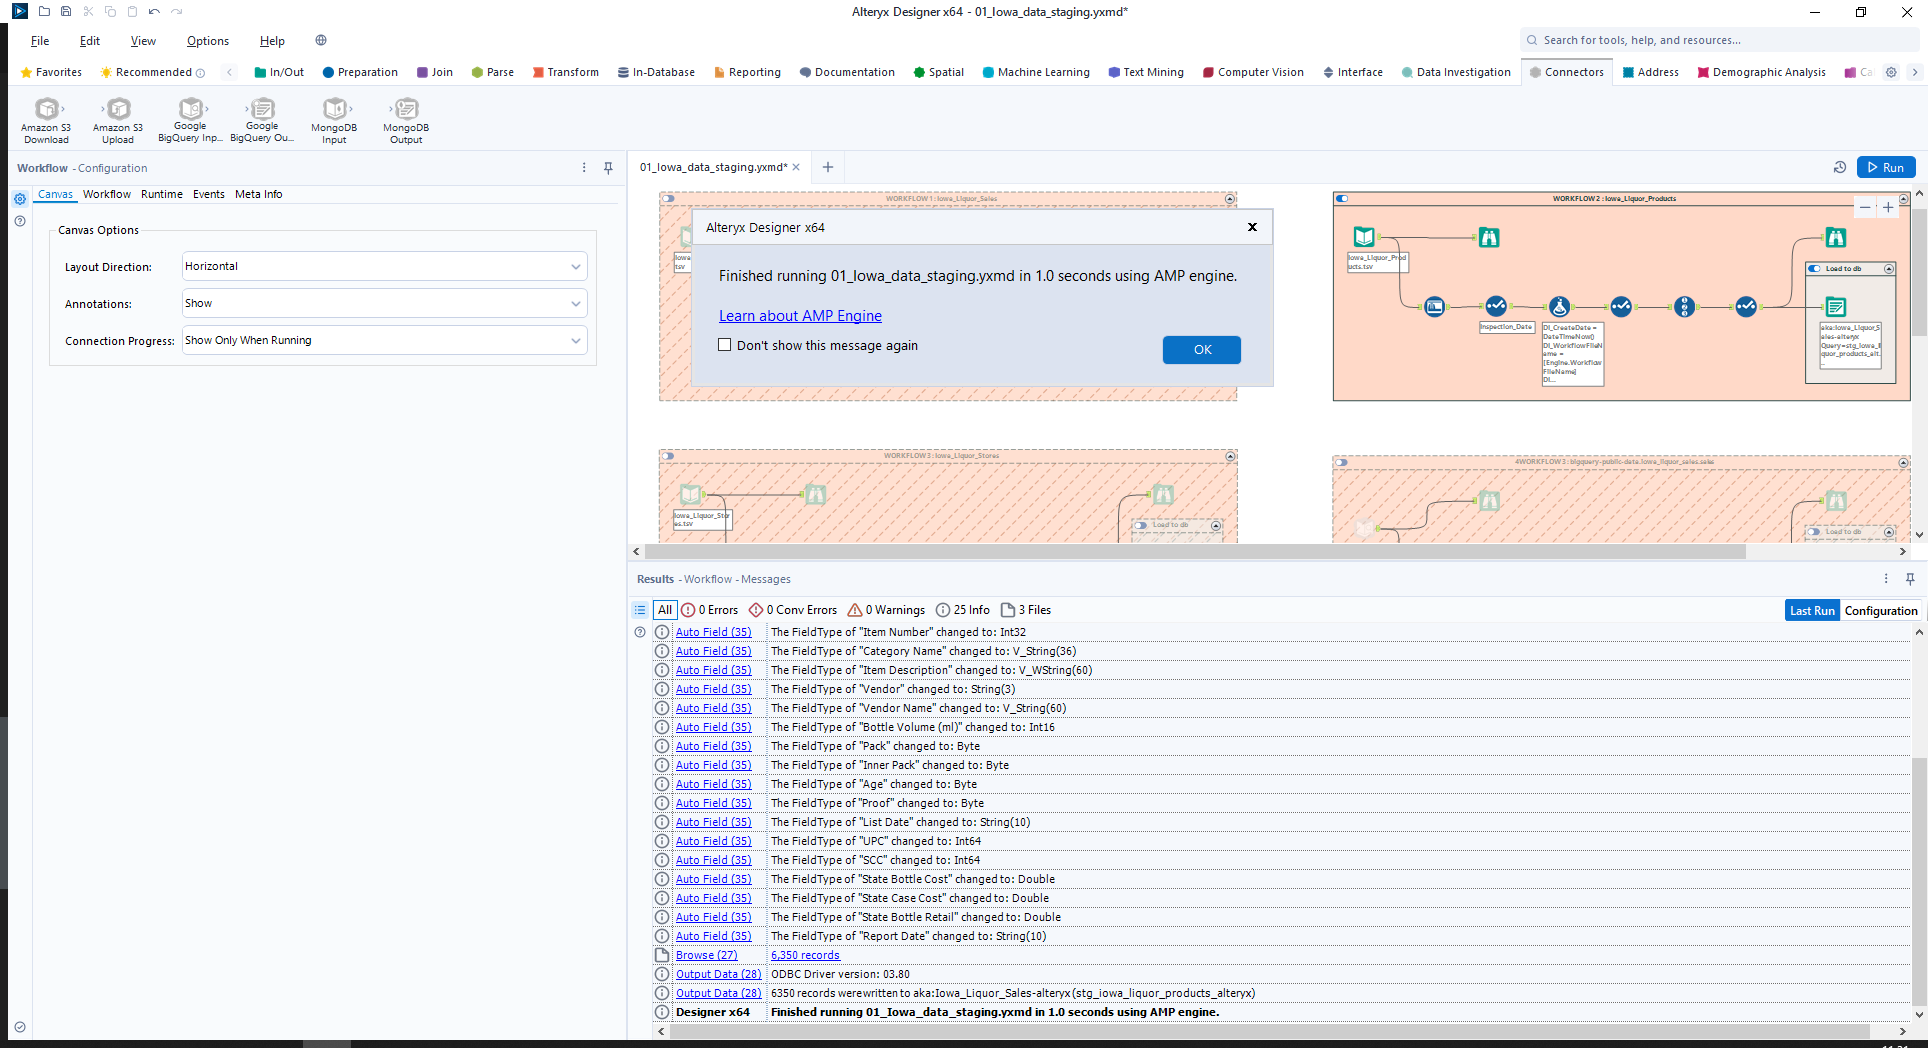 Alteryx Designer x64 - 01_Iowa_data_staging.yxmd*
File Edit View Options Help
Search for tools, help, and resources...
Favorites Recommended In/Out Preparation Join Parse Transform In-Database Reporting Documentation Spatial Machine Learning Text Mining Computer Vision Interface Data Investigation Connectors Address Demographic Analysis Ca
Amazon S3 Download
Amazon S3 Upload
Google BigQuery Inp...
Google BigQuery Ou...
MongoDB Input
MongoDB Output
Workflow - Configuration
Canvas Workflow Runtime Events Meta Info
Canvas Options
Layout Direction: Horizontal
Annotations: Show
Connection Progress: Show Only When Running
01_Iowa_data_staging.yxmd*
Run
WORKFLOW 1 : Iowa_Liquor_Sales
Iowa
tsv
Alteryx Designer x64
Finished running 01_Iowa_data_staging.yxmd in 1.0 seconds using AMP engine.
Learn about AMP Engine
Don't show this message again
OK
WORKFLOW 2 : Iowa_Liquor_Products
Iowa_Liquor_Prod
ucts.tsv
Load to db
Inspection_Date
DI_CreateDate =
DateTimeNow()
DI_WorkflowFileN
ame =
[Engine.Workflow
FileName]
DI...
aka:Iowa_Liquor_S
ales-alteryx
Query=stg_iowa_li
quor_products_alt
...
WORKFLOW 3 : Iowa_Liquor_Stores
Iowa_Liquor_Stor
es.tsv
Load to db
4WORKFLOW 3 : bigquery-public-data.iowa_liquor_sales.sales
Load to db
Results - Workflow - Messages
All 0 Errors 0 Conv Errors 0 Warnings 25 Info 3 Files
Last Run Configuration
Auto Field (35) The FieldType of "Item Number" changed to: Int32
Auto Field (35) The FieldType of "Category Name" changed to: V_String(36)
Auto Field (35) The FieldType of "Item Description" changed to: V_WString(60)
Auto Field (35) The FieldType of "Vendor" changed to: String(3)
Auto Field (35) The FieldType of "Vendor Name" changed to: V_String(60)
Auto Field (35) The FieldType of "Bottle Volume (ml)" changed to: Int16
Auto Field (35) The FieldType of "Pack" changed to: Byte
Auto Field (35) The FieldType of "Inner Pack" changed to: Byte
Auto Field (35) The FieldType of "Age" changed to: Byte
Auto Field (35) The FieldType of "Proof" changed to: Byte
Auto Field (35) The FieldType of "List Date" changed to: String(10)
Auto Field (35) The FieldType of "UPC" changed to: Int64
Auto Field (35) The FieldType of "SCC" changed to: Int64
Auto Field (35) The FieldType of "State Bottle Cost" changed to: Double
Auto Field (35) The FieldType of "State Case Cost" changed to: Double
Auto Field (35) The FieldType of "State Bottle Retail" changed to: Double
Auto Field (35) The FieldType of "Report Date" changed to: String(10)
Browse (27) 6,350 records
Output Data (28) ODBC Driver version: 03.80
Output Data (28) 6350 records were written to aka:Iowa_Liquor_Sales-alteryx (stg_iowa_liquor_products_alteryx)
Designer x64 Finished running 01_Iowa_data_staging.yxmd in 1.0 seconds using AMP engine.